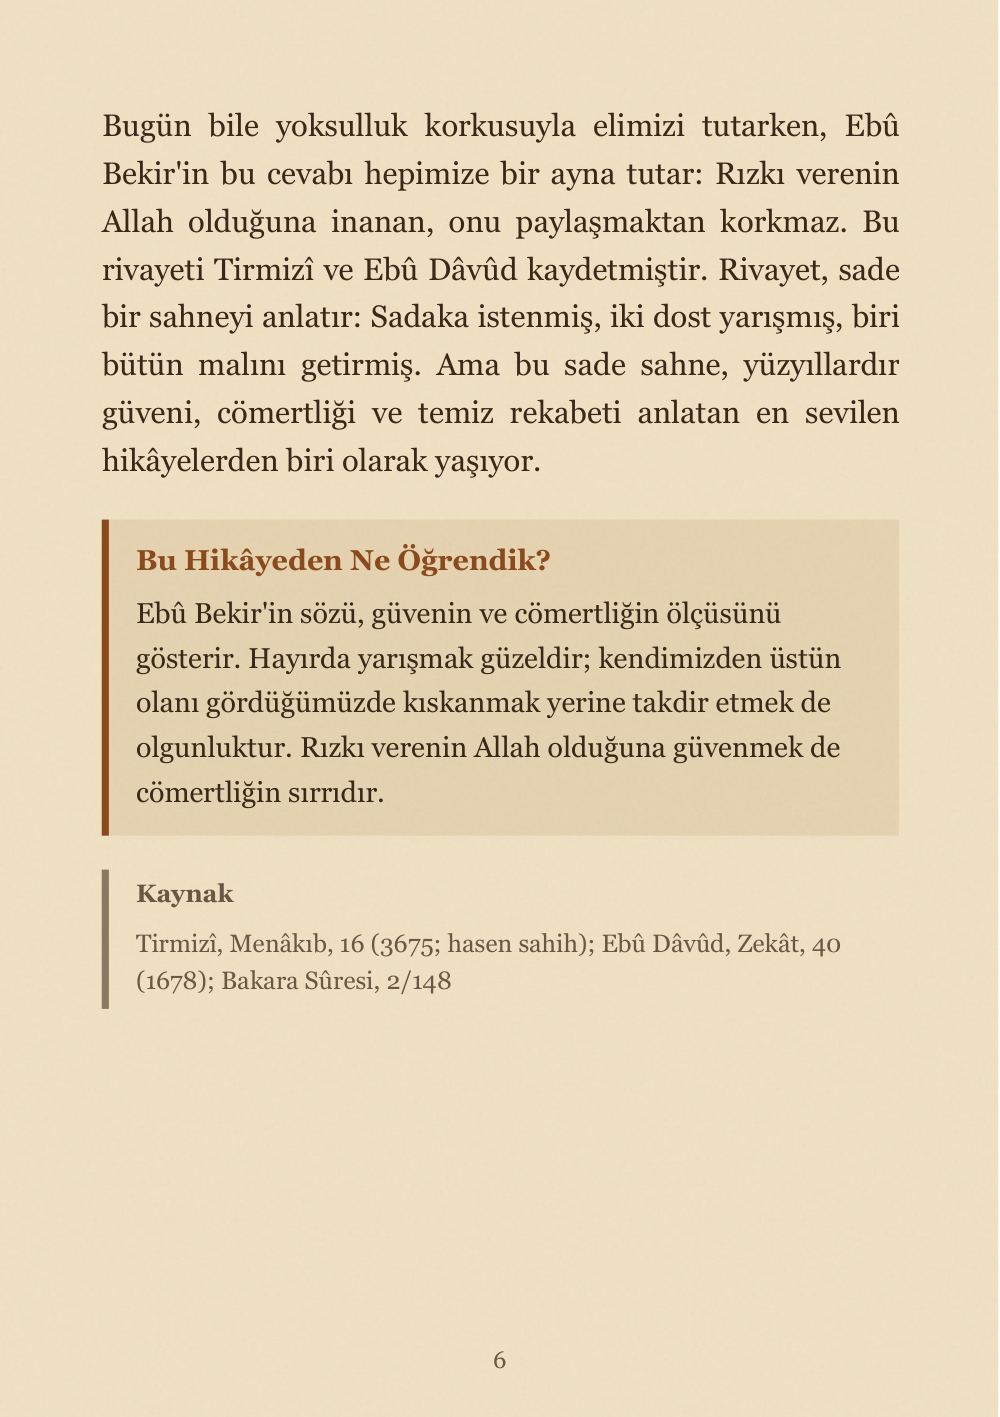 Bugün bile yoksulluk korkusuyla elimizi tutarken, Ebû
Bekir'in bu cevabı hepimize bir ayna tutar: Rızkı verenin
Allah olduğuna inanan, onu paylaşmaktan korkmaz. Bu
rivayeti Tirmizî ve Ebû Dâvûd kaydetmiştir. Rivayet, sade
bir sahneyi anlatır: Sadaka istenmiş, iki dost yarışmış, biri
bütün malını getirmiş. Ama bu sade sahne, yüzyıllardır
güveni, cömertliği ve temiz rekabeti anlatan en sevilen
hikâyelerden biri olarak yaşıyor.
Bu Hikâyeden Ne Öğrendik?
Ebû Bekir'in sözü, güvenin ve cömertliğin ölçüsünü
gösterir. Hayırda yarışmak güzeldir; kendimizden üstün
olanı gördüğümüzde kıskanmak yerine takdir etmek de
olgunluktur. Rızkı verenin Allah olduğuna güvenmek de
cömertliğin sırrıdır.
Kaynak
Tirmizî, Menâkıb, 16 (3675; hasen sahih); Ebû Dâvûd, Zekât, 40
(1678); Bakara Sûresi, 2/148
6